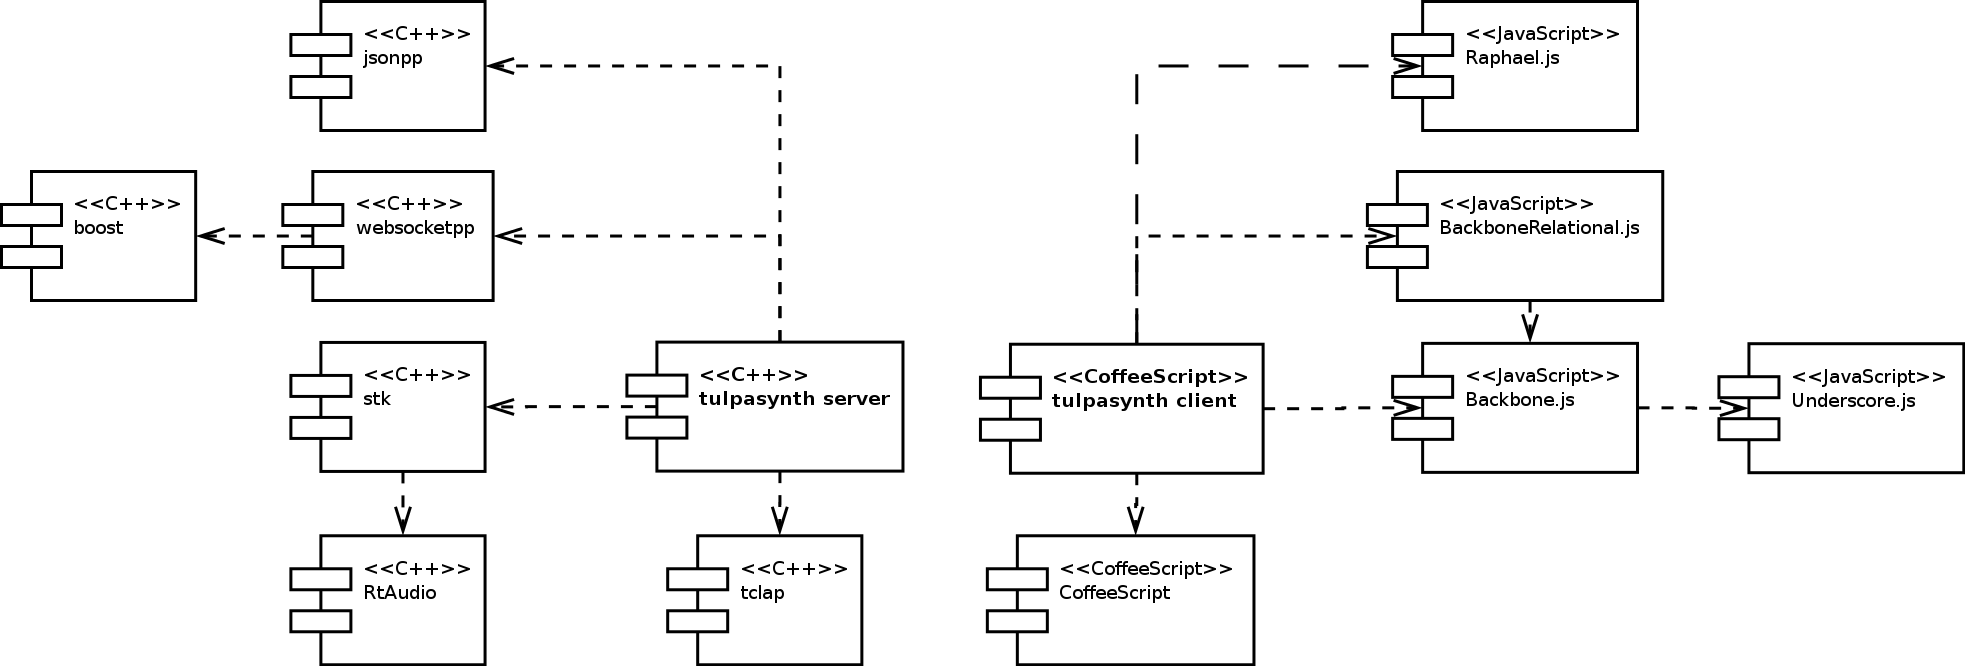 <<C++>>
jsonpp
<<JavaScript>>
Raphael.js
<<C++>>
boost
<<C++>>
websocketpp
<<JavaScript>>
BackboneRelational.js
<<C++>>
stk
<<C++>>
tulpasynth server
<<CoffeeScript>>
tulpasynth client
<<JavaScript>>
Backbone.js
<<JavaScript>>
Underscore.js
<<C++>>
RtAudio
<<C++>>
tclap
<<CoffeeScript>>
CoffeeScript